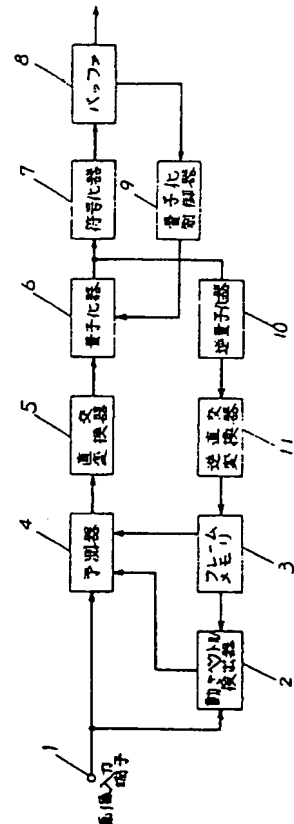 1
画像入力
端子
動きベクトル
検出器
2
フレーム
メモリ
3
予測器
4
直交
変換器
5
量子化器
6
符号化器
7
バッファ
8
量子化
制御器
9
逆量子化器
10
逆直交
変換器
11